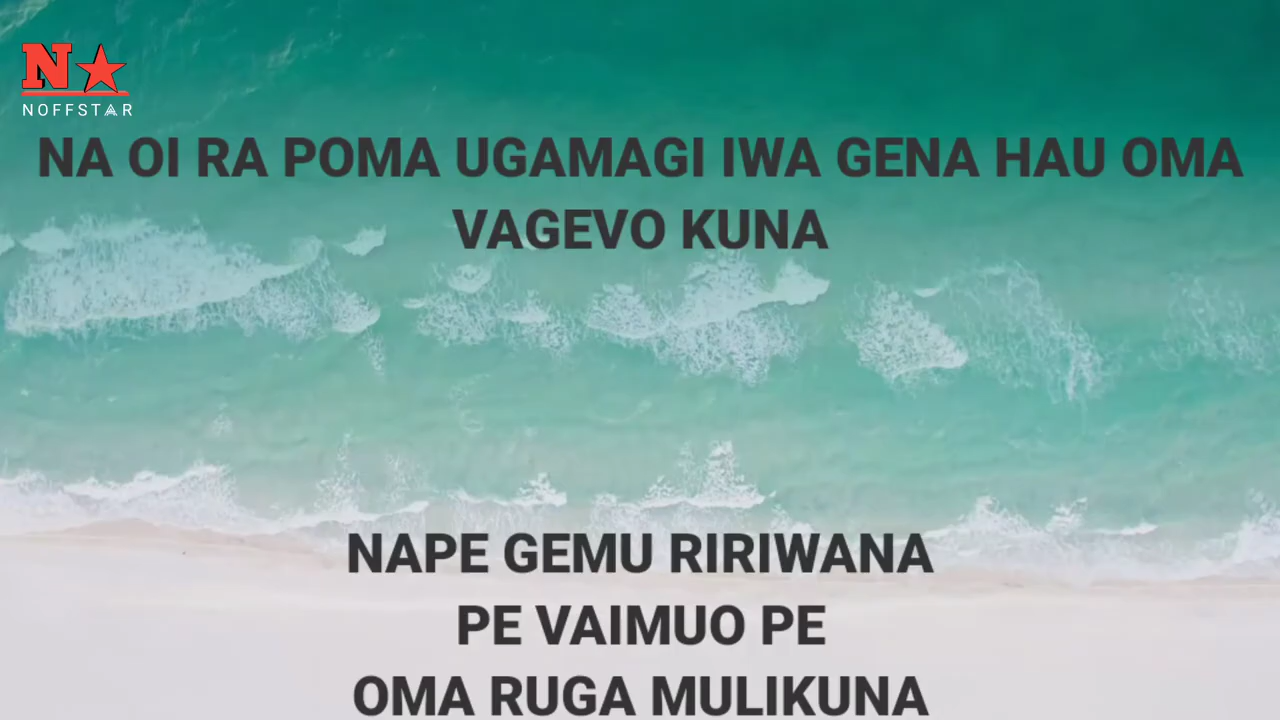 N
NOFFSTAR
NA OI RA POMA UGAMAGI IWA GENA HAU OMA
VAGEVO KUNA
NAPE GEMU RIRIWANA
PE VAIMUO PE
OMA RUGA MULIKUNA